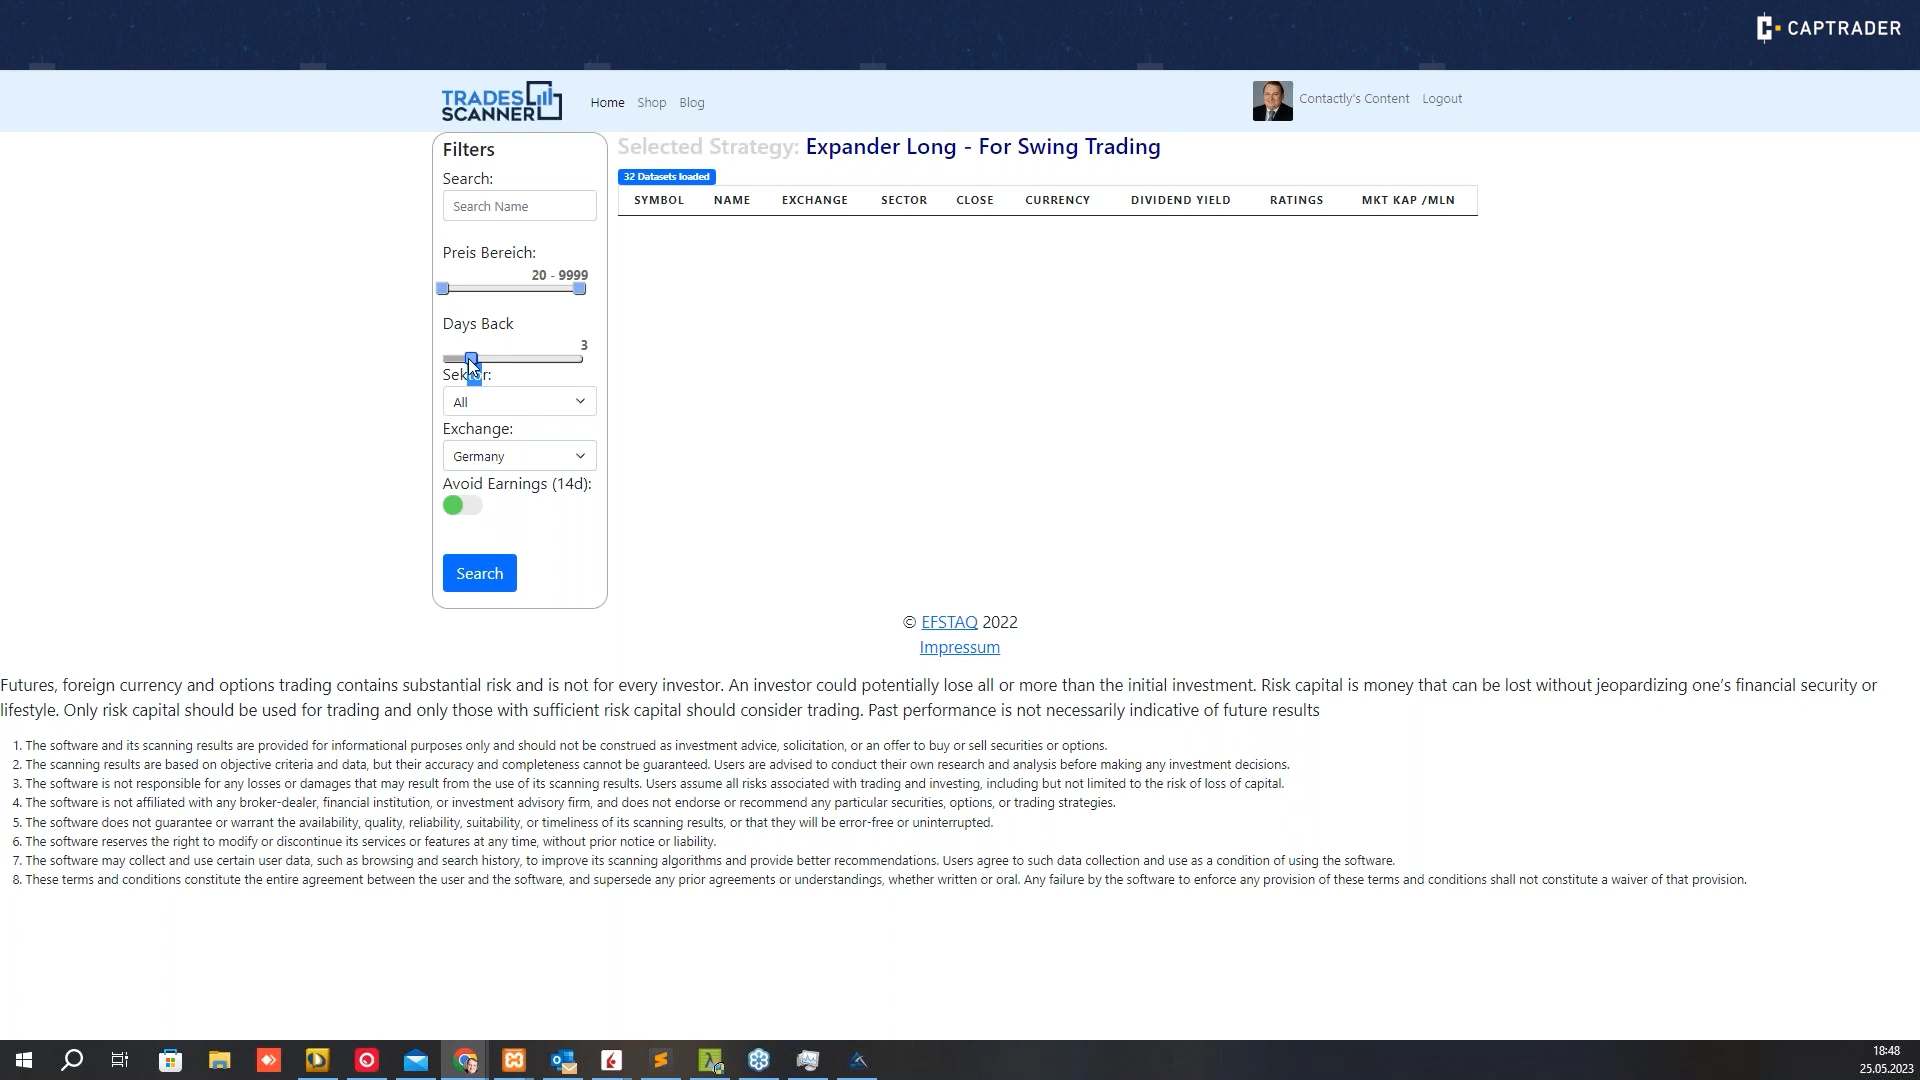 CAPTRADER
TRADES
SCANNER
Home Shop Blog
Contactly's Content Logout
Filters
Selected Strategy: Expander Long - For Swing Trading
32 Datasets loaded
SYMBOL NAME EXCHANGE SECTOR CLOSE CURRENCY DIVIDEND YIELD RATINGS MKT KAP /MLN
Search:
Search Name
Preis Bereich:
20 - 9999
Days Back
3
All
Exchange:
Germany
Avoid Earnings (14d):
Search
© EFSTAQ 2022
Impressum
Futures, foreign currency and options trading contains substantial risk and is not for every investor. An investor could potentially lose all or more than the initial investment. Risk capital is money that can be lost without jeopardizing one's financial security or
lifestyle. Only risk capital should be used for trading and only those with sufficient risk capital should consider trading. Past performance is not necessarily indicative of future results
1. The software and its scanning results are provided for informational purposes only and should not be construed as investment advice, solicitation, or an offer to buy or sell securities or options.
2. The scanning results are based on objective criteria and data, but their accuracy and completeness cannot be guaranteed. Users are advised to conduct their own research and analysis before making any investment decisions.
3. The software is not responsible for any losses or damages that may result from the use of its scanning results. Users assume all risks associated with trading and investing, including but not limited to the risk of loss of capital.
4. The software is not affiliated with any broker-dealer, financial institution, or investment advisory firm, and does not endorse or recommend any particular securities, options, or trading strategies.
5. The software does not guarantee or warrant the availability, quality, reliability, suitability, or timeliness of its scanning results, or that they will be error-free or uninterrupted.
6. The software reserves the right to modify or discontinue its services or features at any time, without prior notice or liability.
7. The software may collect and use certain user data, such as browsing and search history, to improve its scanning algorithms and provide better recommendations. Users agree to such data collection and use as a condition of using the software.
8. These terms and conditions constitute the entire agreement between the user and the software, and supersede any prior agreements or understandings, whether written or oral. Any failure by the software to enforce any provision of these terms and conditions shall not constitute a waiver of that provision.
18:48
25.05.2023